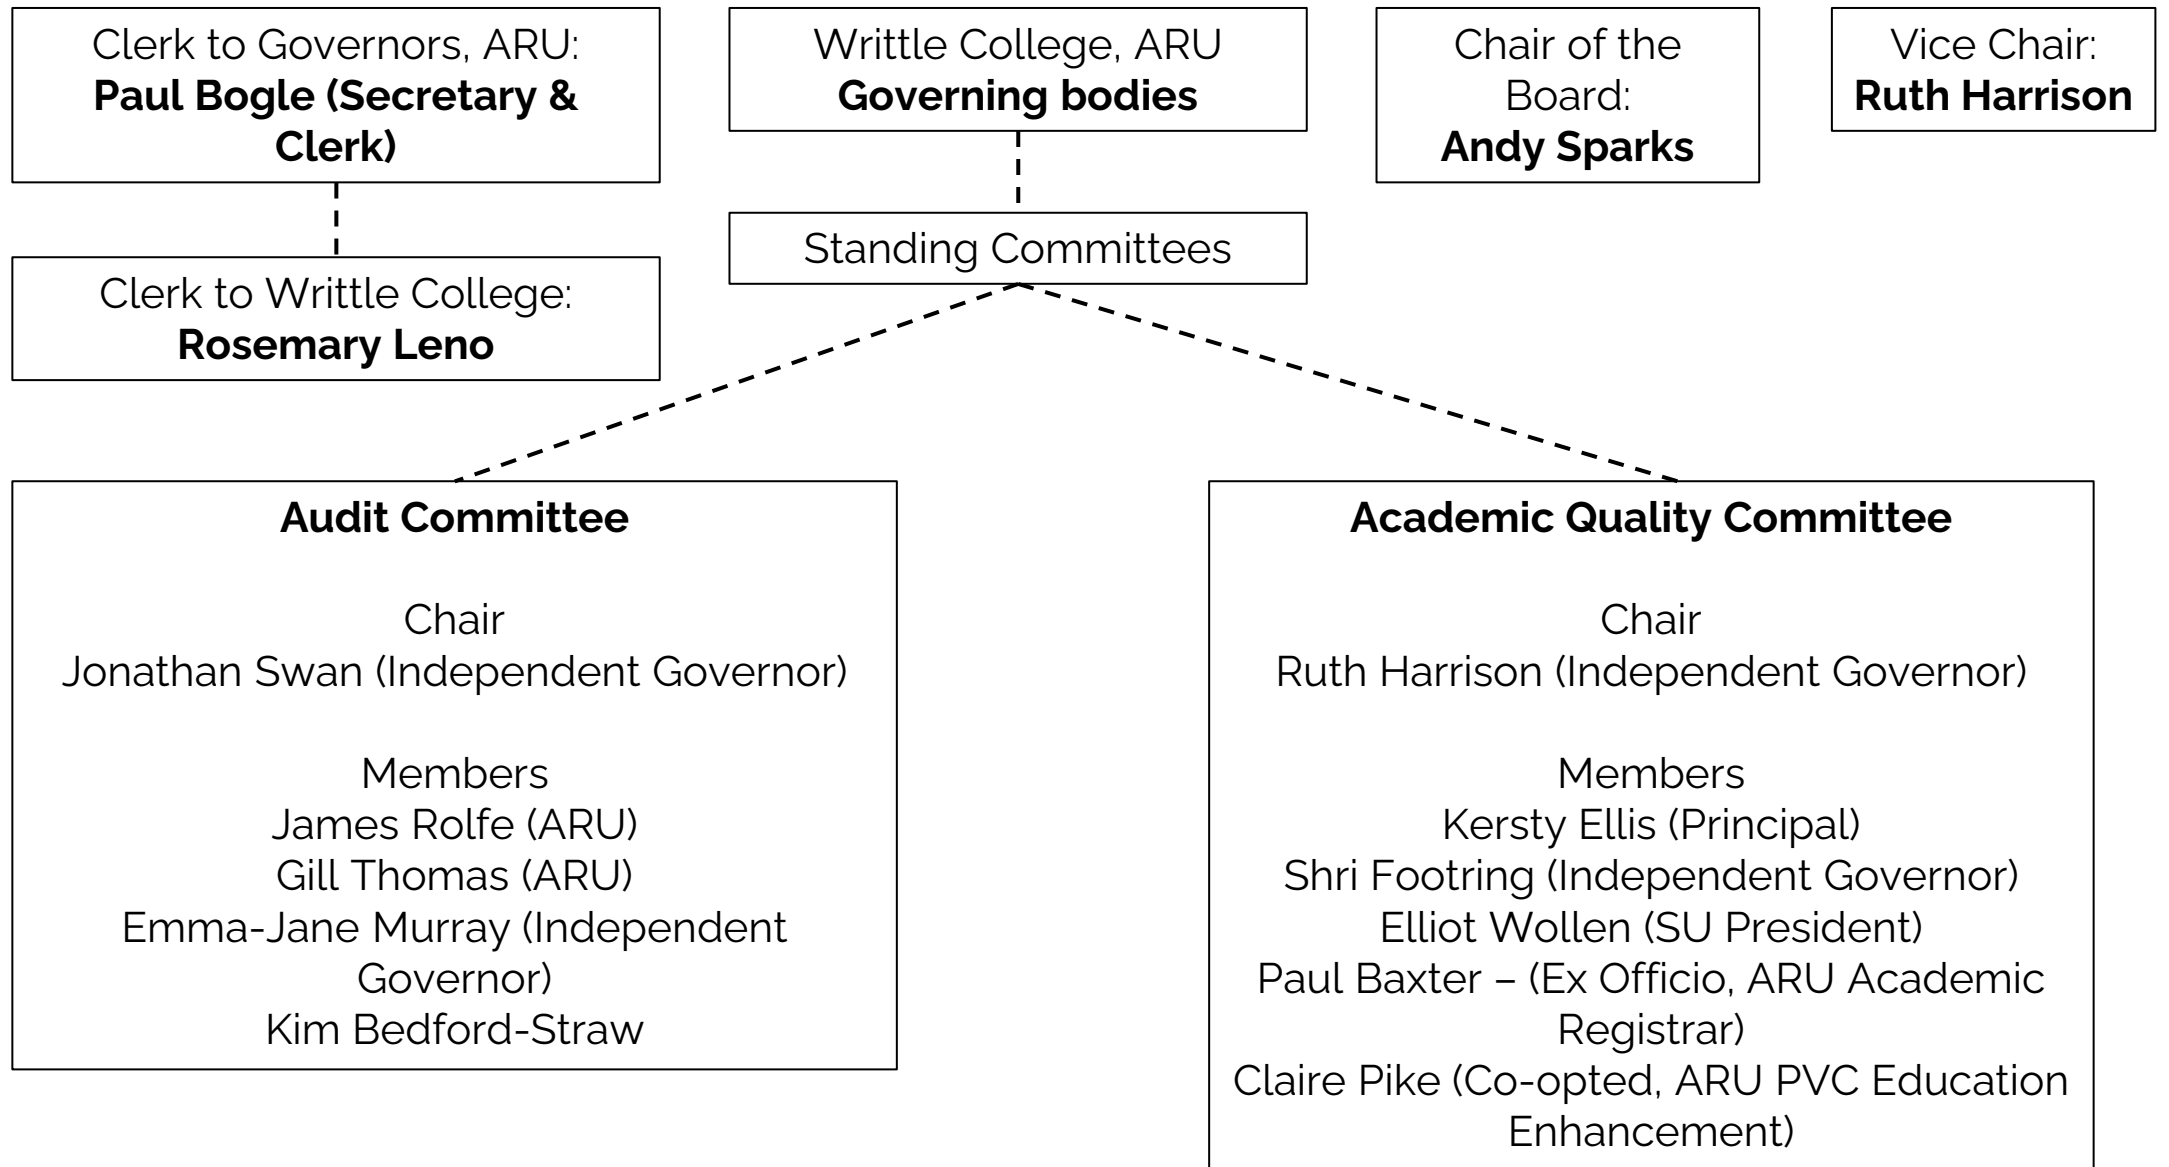 Clerk to Governors, ARU:
Paul Bogle (Secretary &
Clerk)
Writtle College, ARU
Governing bodies
Chair of the
Board:
Andy Sparks
Vice Chair:
Ruth Harrison
Standing Committees
Clerk to Writtle College:
Rosemary Leno
Audit Committee
Chair
Jonathan Swan (Independent Governor)
Members
James Rolfe (ARU)
Gill Thomas (ARU)
Emma-Jane Murray (Independent
Governor)
Kim Bedford-Straw
Academic Quality Committee
Chair
Ruth Harrison (Independent Governor)
Members
Kersty Ellis (Principal)
Shri Footring (Independent Governor)
Elliot Wollen (SU President)
Paul Baxter – (Ex Officio, ARU Academic
Registrar)
Claire Pike (Co-opted, ARU PVC Education
Enhancement)